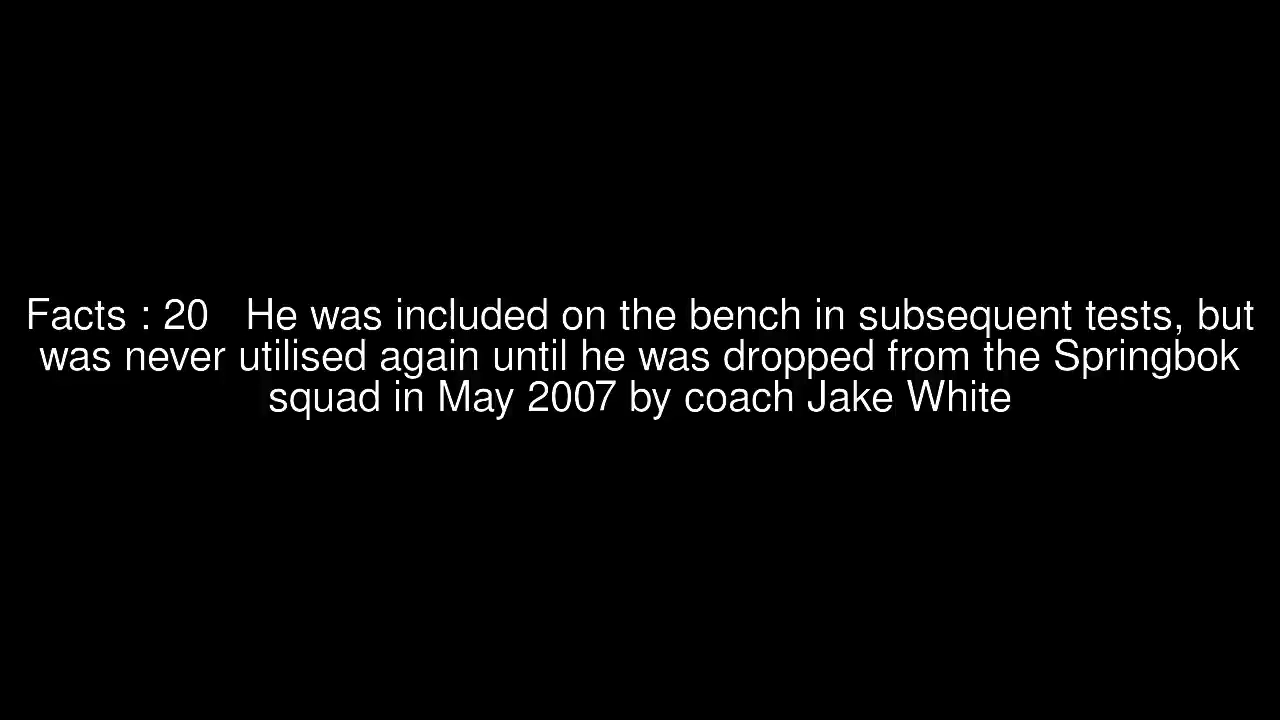 Facts : 20   He was included on the bench in subsequent tests, but
was never utilised again until he was dropped from the Springbok
squad in May 2007 by coach Jake White